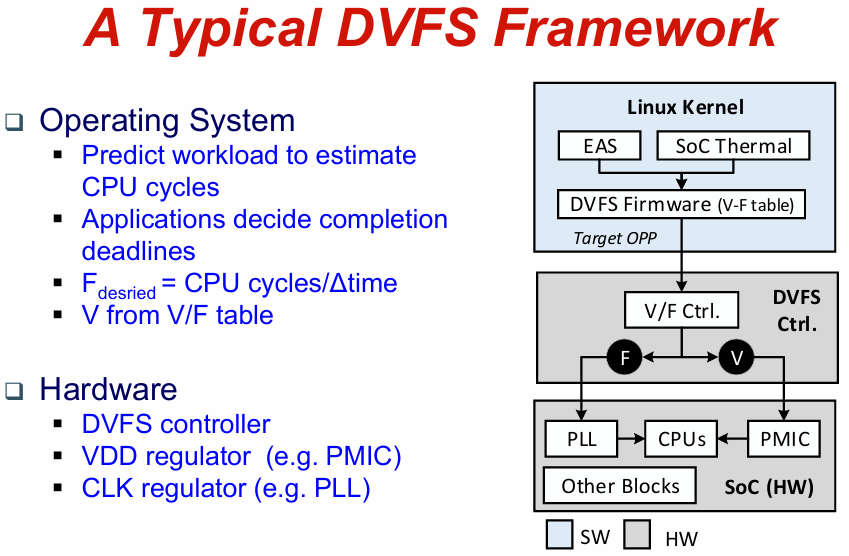 A Typical DVFS Framework
Operating System
Predict workload to estimate
CPU cycles
Applications decide completion
deadlines
Fdesried = CPU cycles/Δtime
V from V/F table
Hardware
DVFS controller
VDD regulator (e.g. PMIC)
CLK regulator (e.g. PLL)
Linux Kernel
EAS
SoC Thermal
DVFS Firmware (V-F table)
Target OPP
V/F Ctrl.
DVFS
Ctrl.
F
V
PLL
CPUs
PMIC
Other Blocks
SoC (HW)
SW
HW